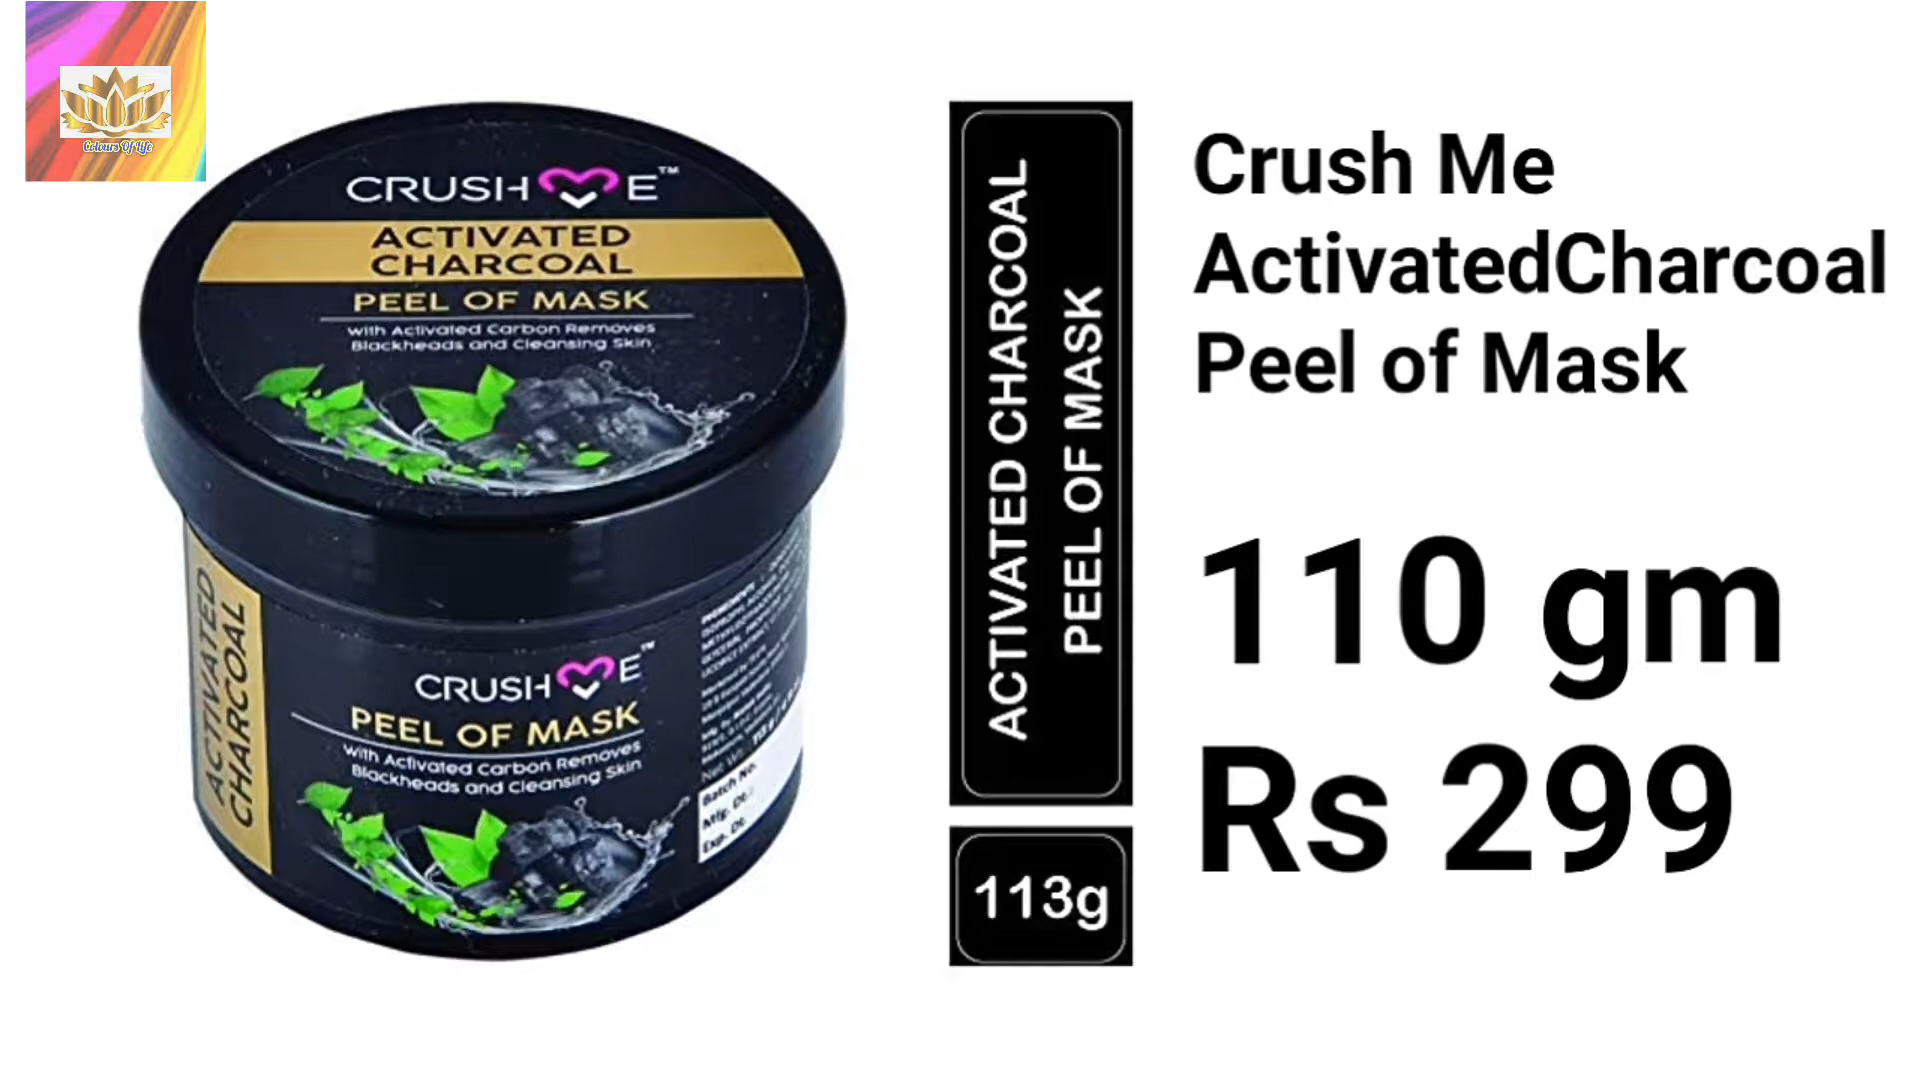 Colours Of Life
CRUSH ME™
ACTIVATED
CHARCOAL
PEEL OF MASK
with Activated Carbon Removes
Blackheads and Cleansing Skin
ACTIVATED
CHARCOAL
CRUSH ME™
PEEL OF MASK
with Activated Carbon Removes
Blackheads and Cleansing Skin
Batch No.
Mfg. Dt.
Exp. Dt.
ACTIVATED CHARCOAL
PEEL OF MASK
113g
Crush Me
ActivatedCharcoal
Peel of Mask
110 gm
Rs 299